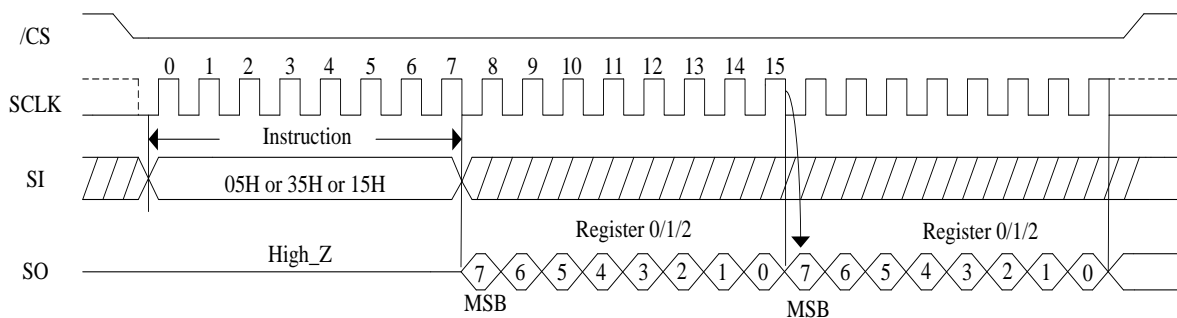 /CS
0 1 2 3 4 5 6 7 8 9 10 11 12 13 14 15
SCLK
Instruction
SI
05H or 35H or 15H
Register 0/1/2 Register 0/1/2
High_Z
SO
7 6 5 4 3 2 1 0 7 6 5 4 3 2 1 0
MSB MSB